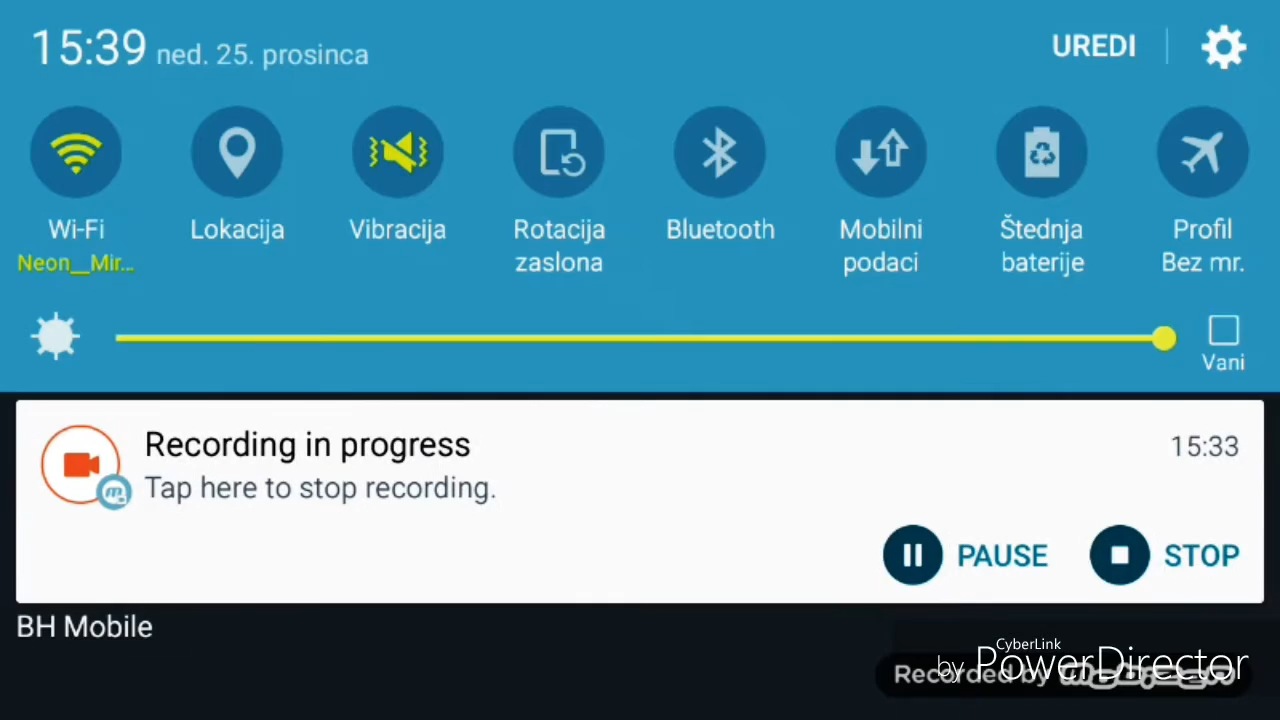 15:39 ned. 25. prosinca UREDI
Wi-Fi Lokacija Vibracija Rotacija zaslona Bluetooth Mobilni podaci Štednja baterije Profil Bez mr.
Neon__Mir...
Vani
Recording in progress 15:33
Tap here to stop recording.
PAUSE STOP
BH Mobile
CyberLink
by PowerDirector
Recorded by